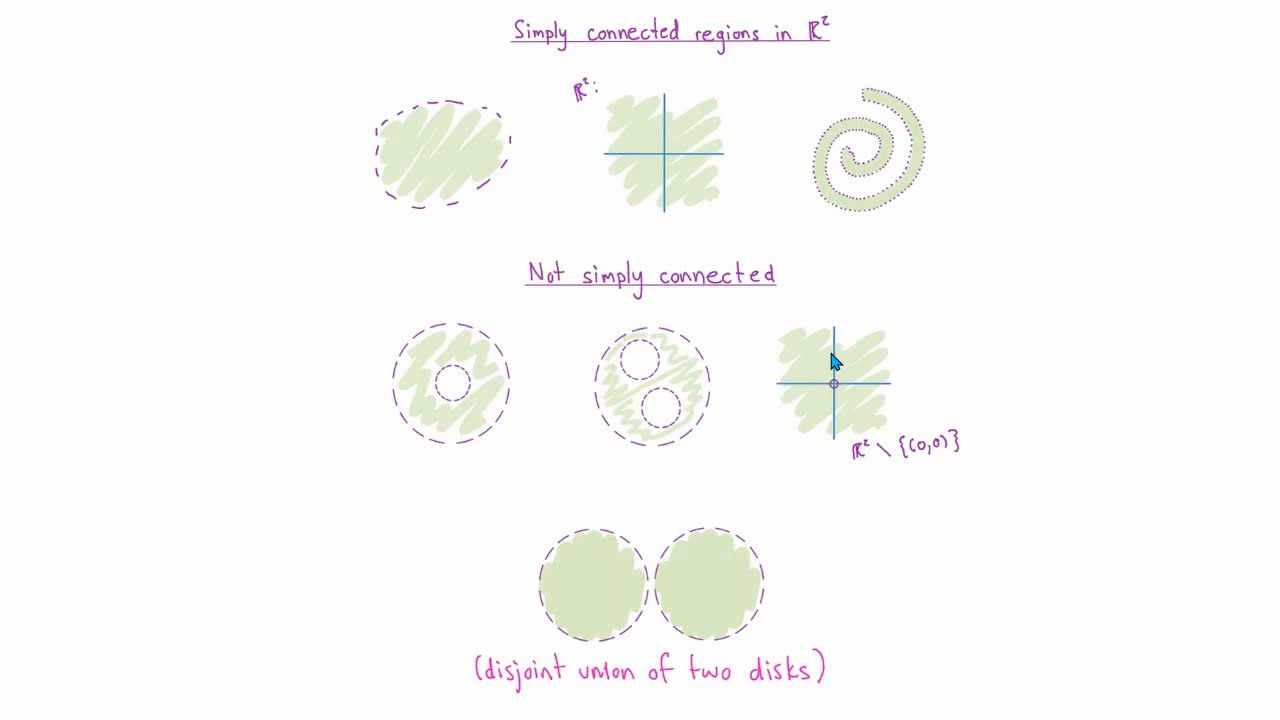 Simply connected regions in ℝ²
ℝ²:
Not simply connected
ℝ² \ {(0,0)}
(disjoint union of two disks)